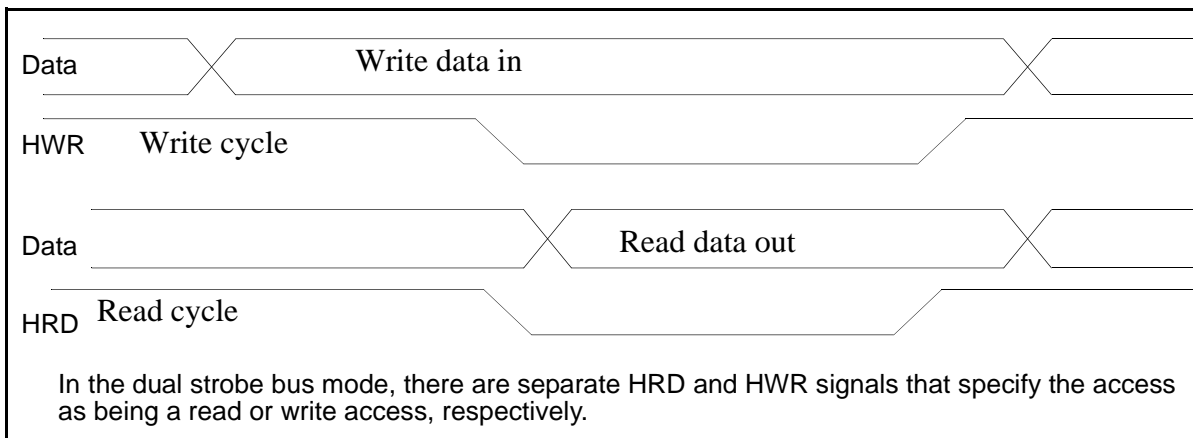 Data Write data in
HWR Write cycle
Data Read data out
HRD Read cycle
In the dual strobe bus mode, there are separate HRD and HWR signals that specify the access
as being a read or write access, respectively.